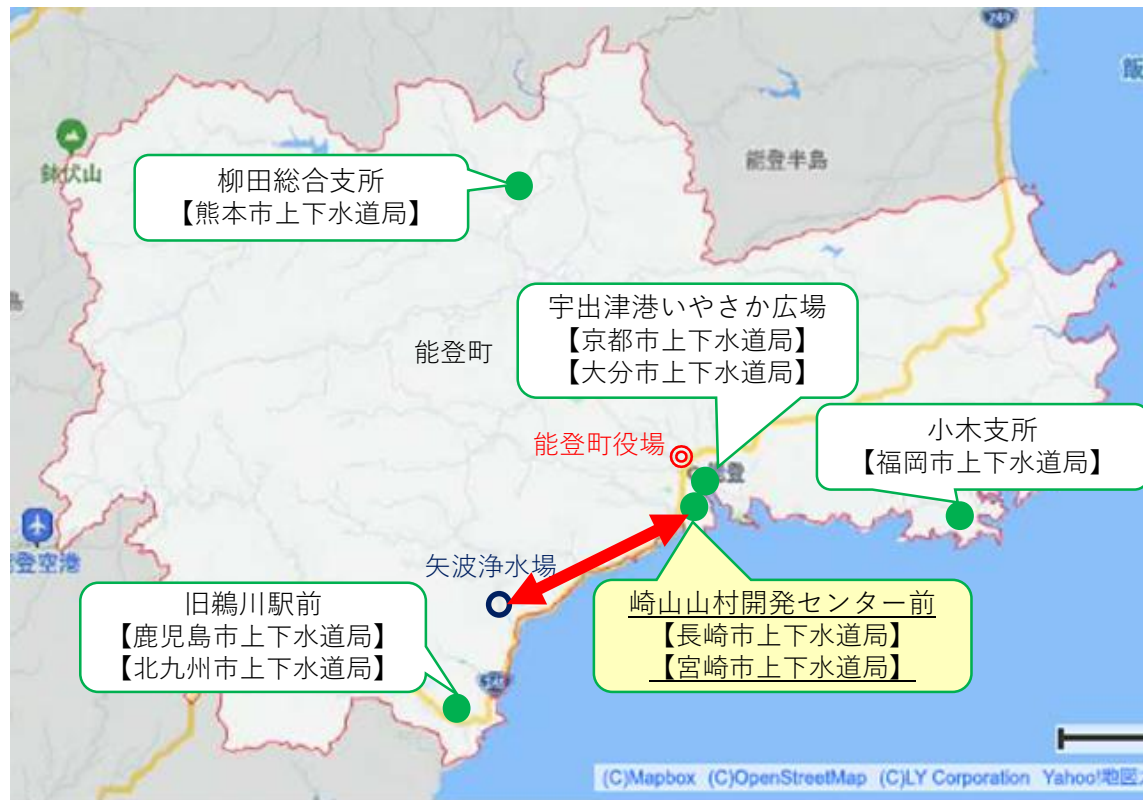 249
飯
鉢伏山
能登半島
柳田総合支所
【熊本市上下水道局】
島
宇出津港いやさか広場
【京都市上下水道局】
【大分市上下水道局】
能登町
能登町役場
能登
小木支所
【福岡市上下水道局】
登空港
矢波浄水場
旧鵜川駅前
【鹿児島市上下水道局】
【北九州市上下水道局】
崎山山村開発センター前
【長崎市上下水道局】
【宮崎市上下水道局】
(C)Mapbox (C)OpenStreetMap (C)LY Corporation Yahoo!地図